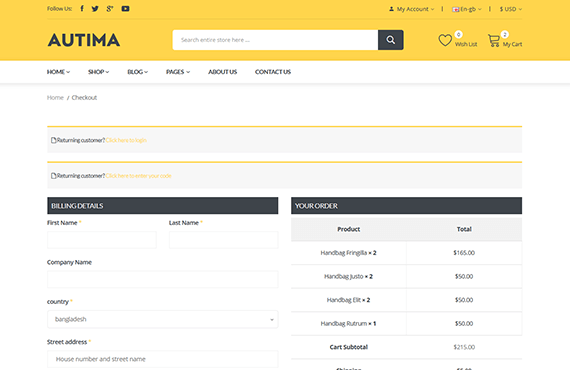 Follow Us:
My Account
En-gb
$ USD
AUTIMA
Search entire store here ...
0
Wish List
2
My Cart
HOME
SHOP
BLOG
PAGES
ABOUT US
CONTACT US
Home / Checkout
Returning customer? Click here to login
Returning customer? Click here to enter your code
BILLING DETAILS
First Name *
Last Name *
Company Name
country *
bangladesh
Street address *
House number and street name
YOUR ORDER
Product Total
Handbag Fringilla × 2 $165.00
Handbag Justo × 2 $50.00
Handbag Elit × 2 $50.00
Handbag Rutrum × 1 $50.00
Cart Subtotal $215.00
Shipping $5.00